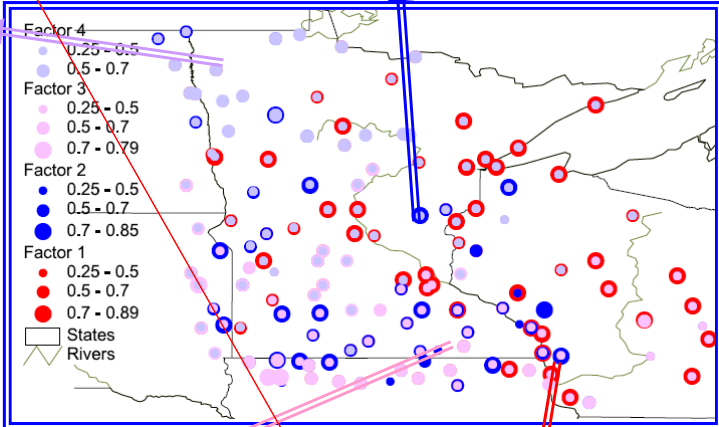 Factor 4
0.25 - 0.5
0.5 - 0.7
Factor 3
0.25 - 0.5
0.5 - 0.7
0.7 - 0.79
Factor 2
0.25 - 0.5
0.5 - 0.7
0.7 - 0.85
Factor 1
0.25 - 0.5
0.5 - 0.7
0.7 - 0.89
States
Rivers